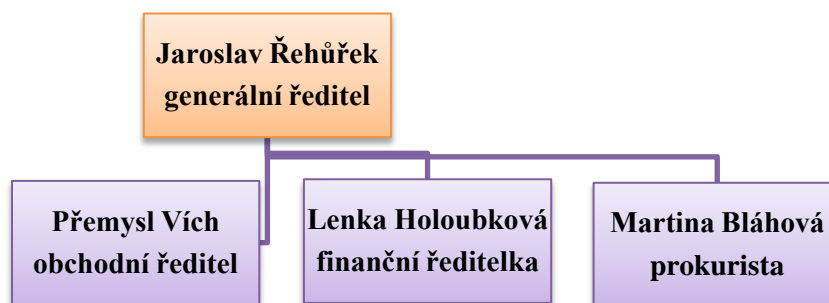 Jaroslav Řehůřek
generální ředitel
Přemysl Vích
obchodní ředitel
Lenka Holoubková
finanční ředitelka
Martina Bláhová
prokurista